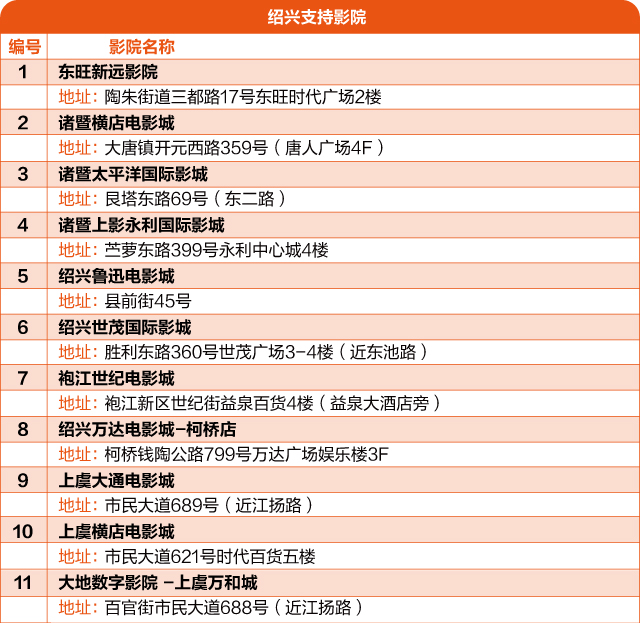 绍兴支持影院
编号 影院名称
1 东旺新远影院
地址：陶朱街道三都路17号东旺时代广场2楼
2 诸暨横店电影城
地址：大唐镇开元西路359号（唐人广场4F）
3 诸暨太平洋国际影城
地址：艮塔东路69号（东二路）
4 诸暨上影永利国际影城
地址：苎萝东路399号永利中心城4楼
5 绍兴鲁迅电影城
地址：县前街45号
6 绍兴世茂国际影城
地址：胜利东路360号世茂广场3-4楼（近东池路）
7 袍江世纪电影城
地址：袍江新区世纪街益泉百货4楼（益泉大酒店旁）
8 绍兴万达电影城-柯桥店
地址：柯桥钱陶公路799号万达广场娱乐楼3F
9 上虞大通电影城
地址：市民大道689号（近江扬路）
10 上虞横店电影城
地址：市民大道621号时代百货五楼
11 大地数字影院 -上虞万和城
地址：百官街市民大道688号（近江扬路）